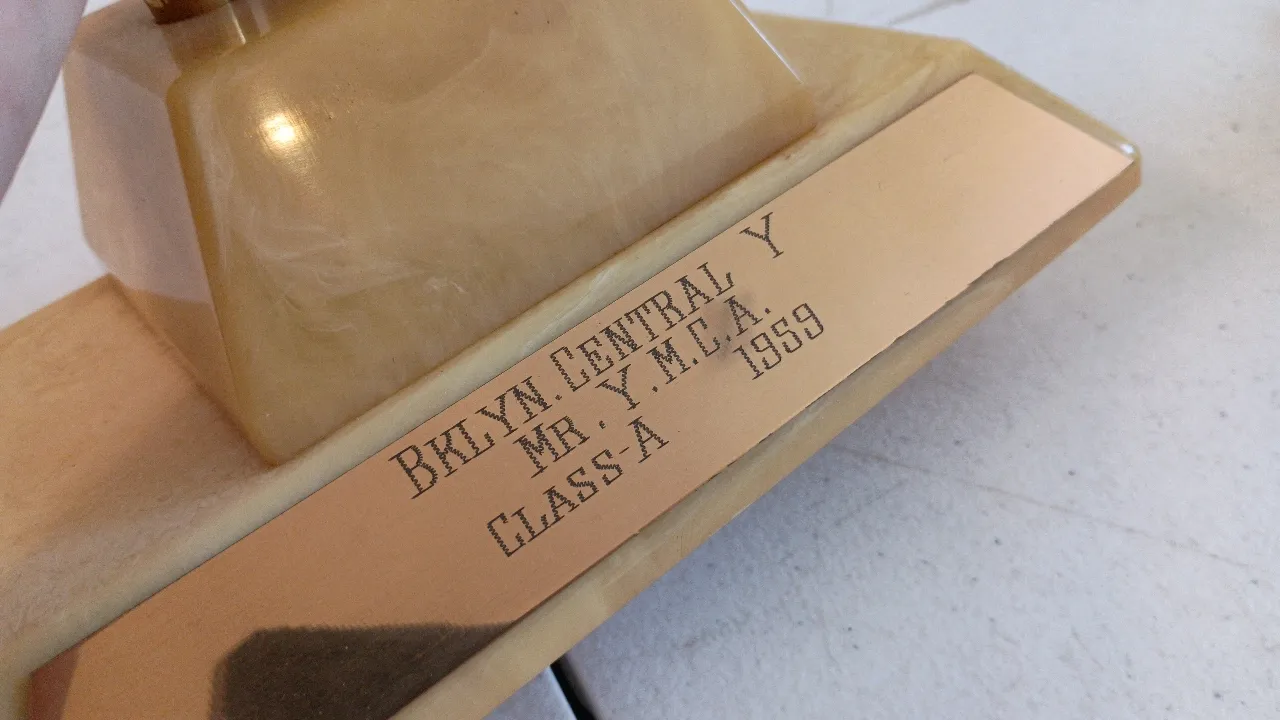 BKLYN. CENTRAL Y
MR. Y.M.C.A.
CLASS-A 1959